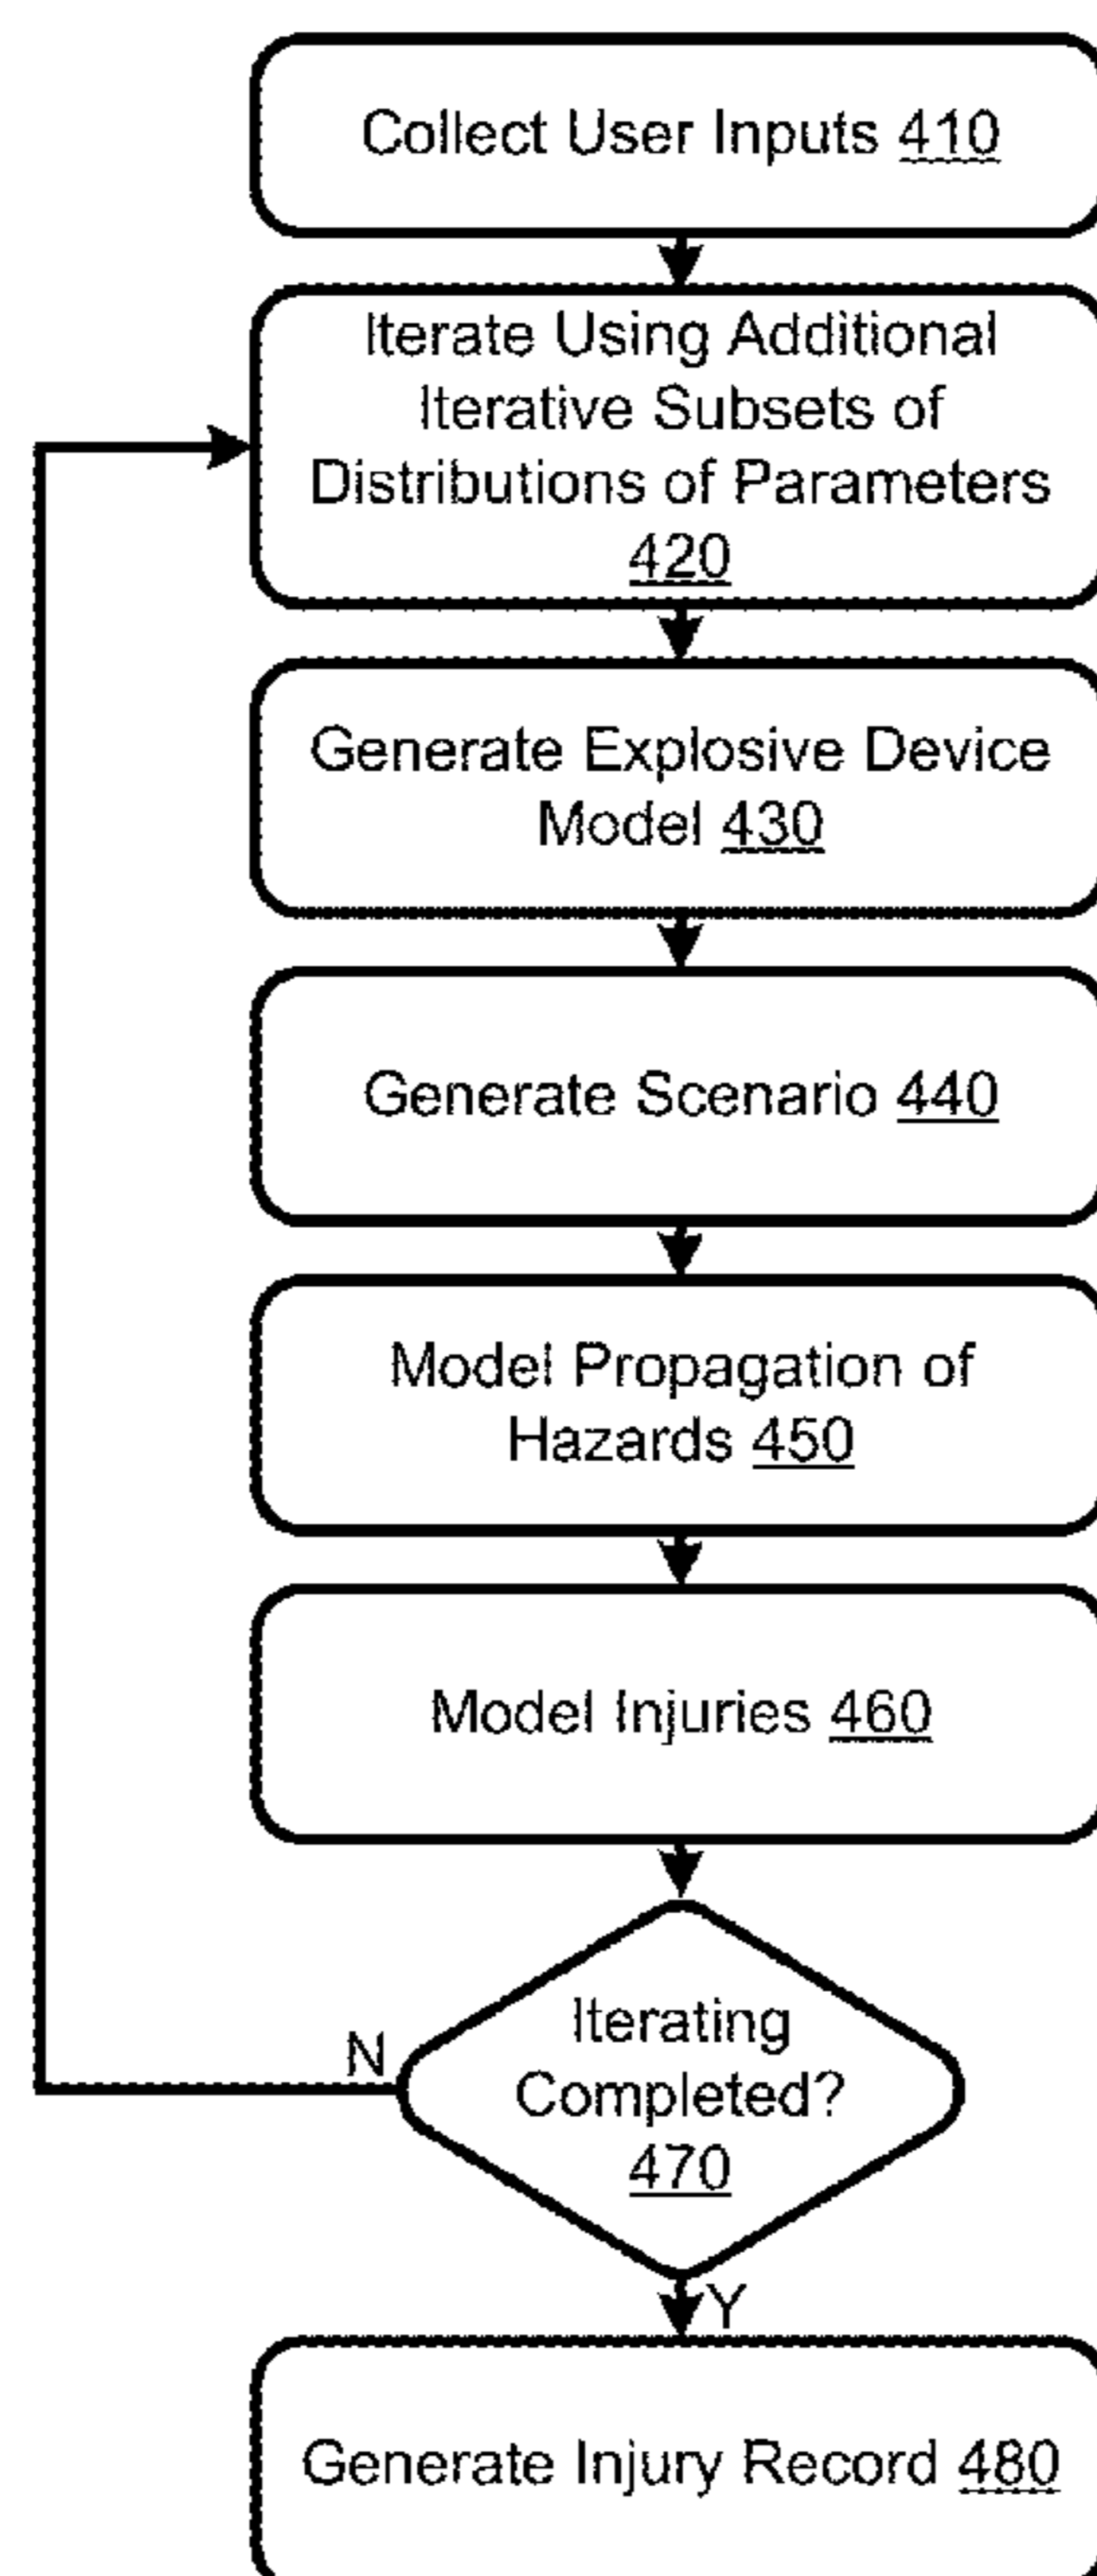 Collect User Inputs 410
Iterate Using Additional
Iterative Subsets of
Distributions of Parameters
420
Generate Explosive Device
Model 430
Generate Scenario 440
Model Propagation of
Hazards 450
Model Injuries 460
Iterating
Completed?
470
N
Y
Generate Injury Record 480